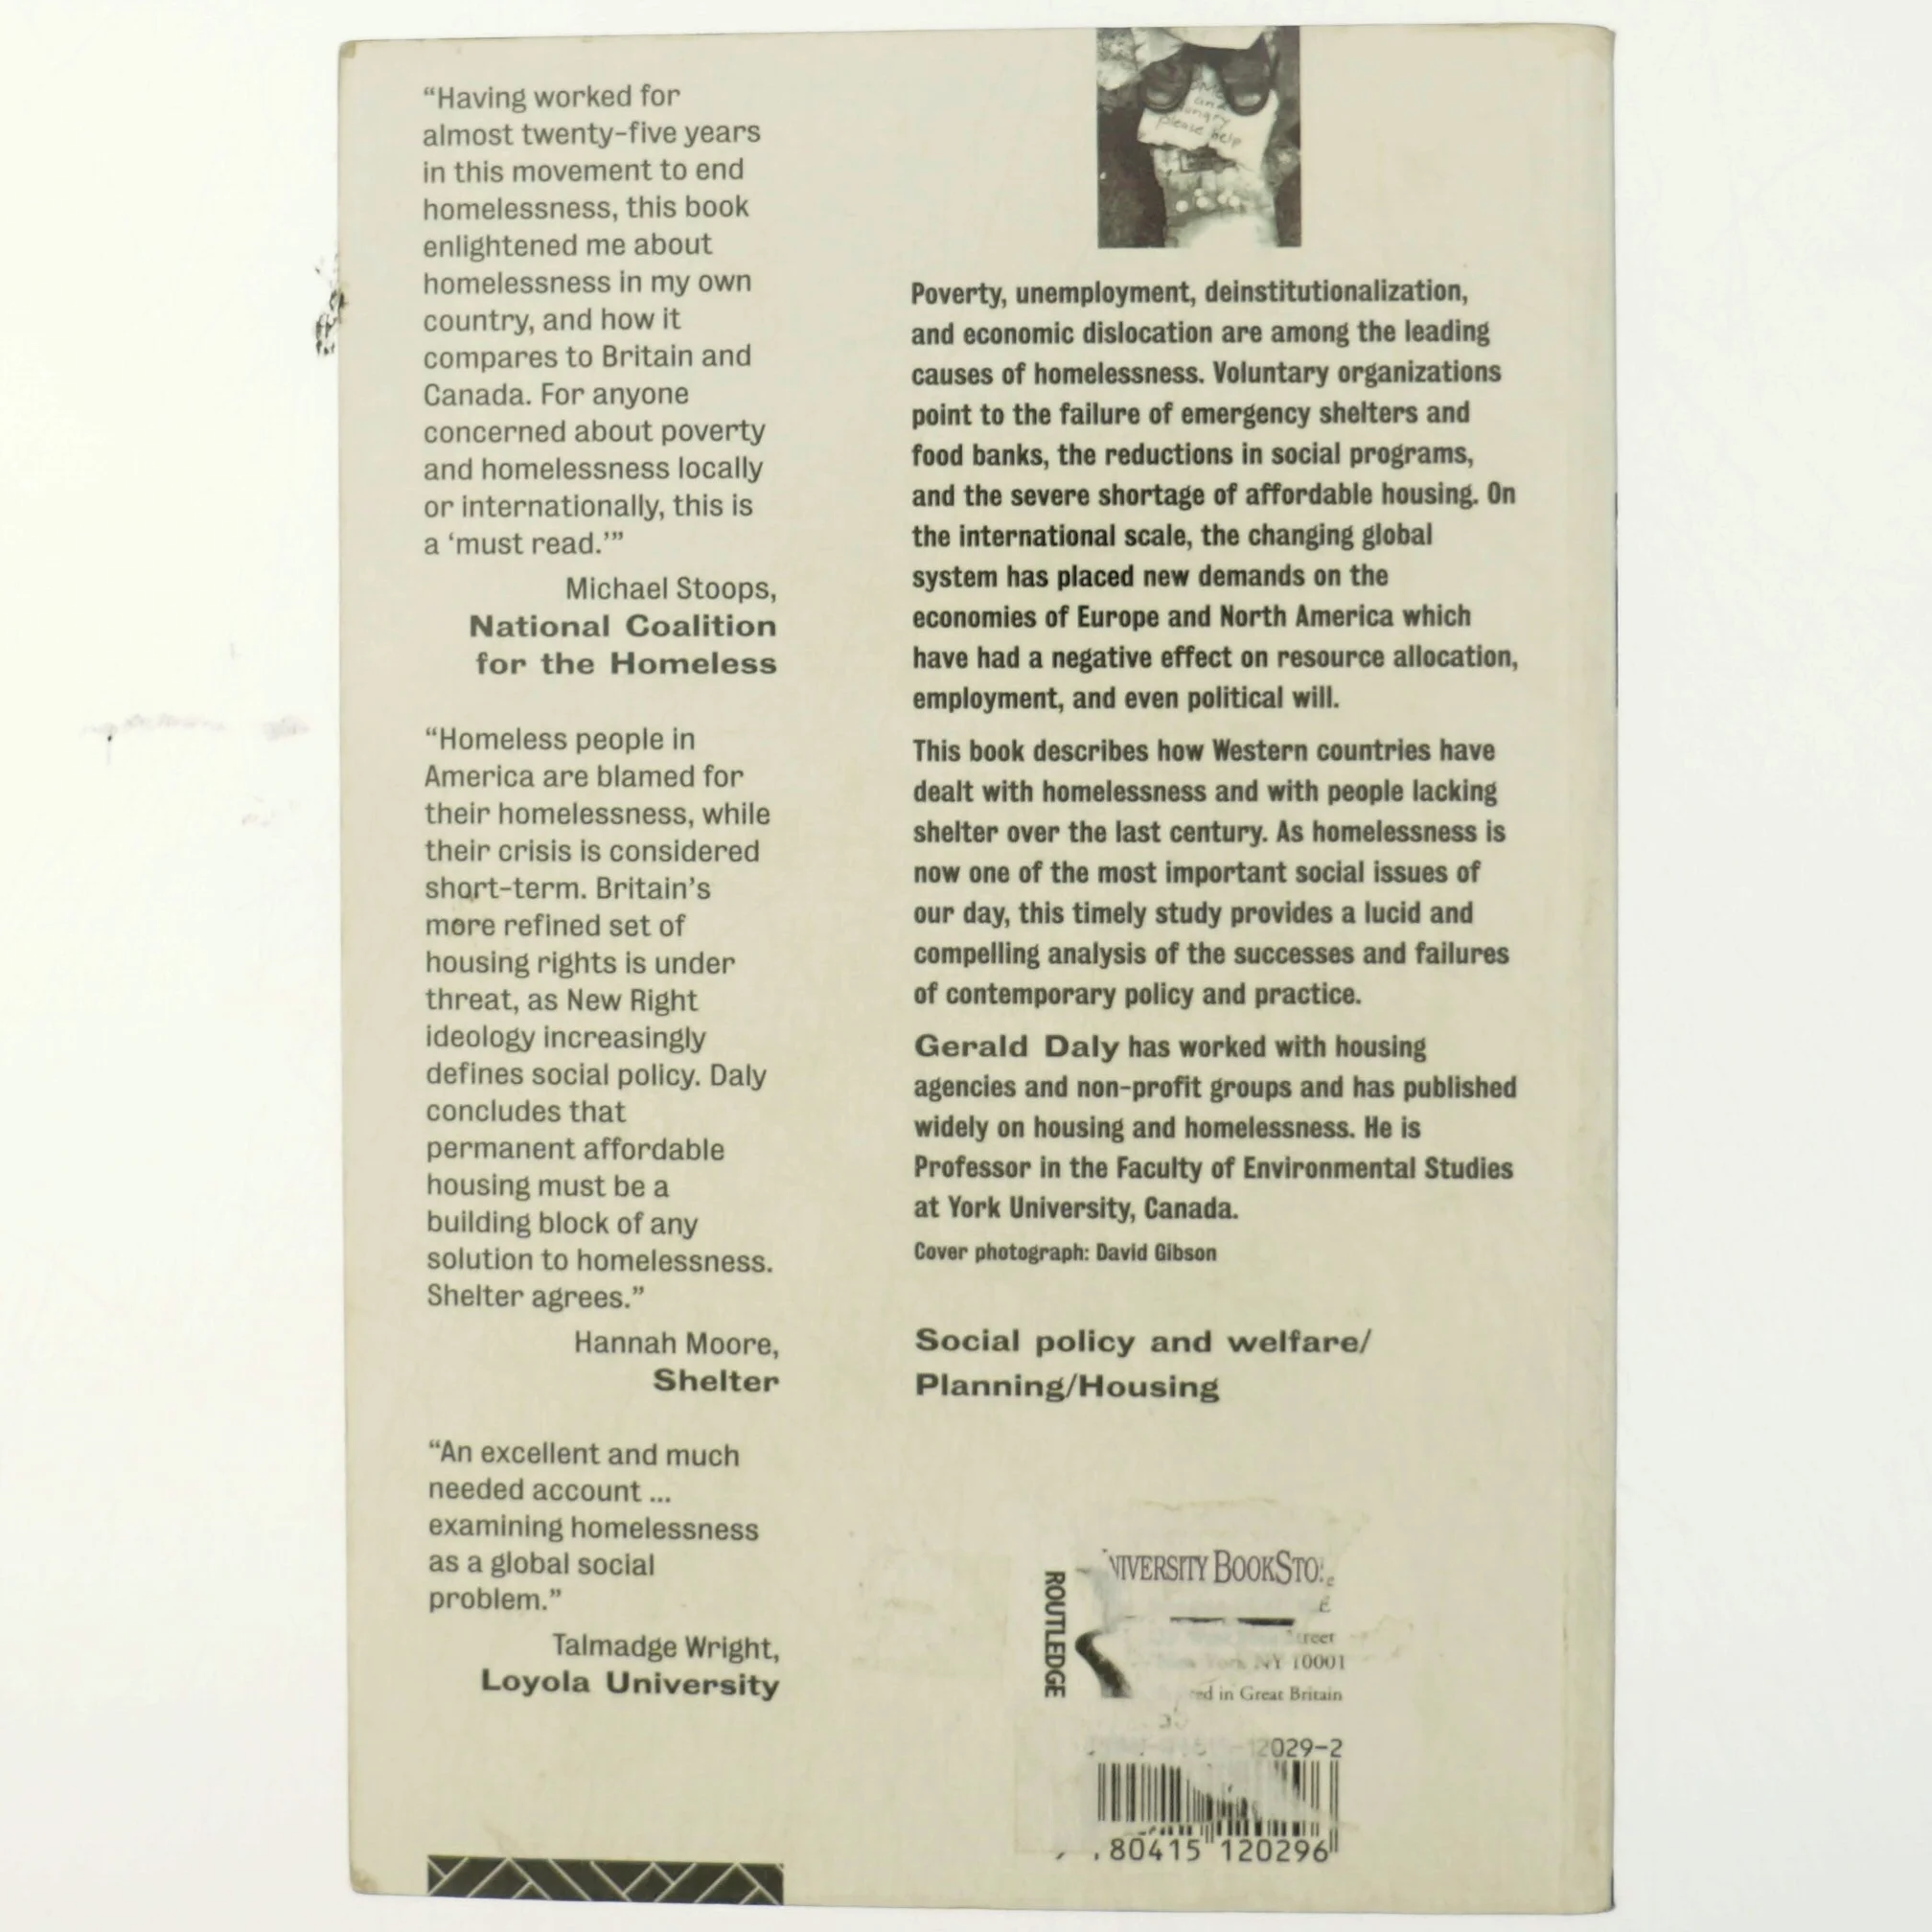 “Having worked for
almost twenty-five years
in this movement to end
homelessness, this book
enlightened me about
homelessness in my own
country, and how it
compares to Britain and
Canada. For anyone
concerned about poverty
and homelessness locally
or internationally, this is
a ‘must read.’”
Michael Stoops,
National Coalition
for the Homeless
“Homeless people in
America are blamed for
their homelessness, while
their crisis is considered
short-term. Britain’s
more refined set of
housing rights is under
threat, as New Right
ideology increasingly
defines social policy. Daly
concludes that
permanent affordable
housing must be a
building block of any
solution to homelessness.
Shelter agrees.”
Hannah Moore,
Shelter
“An excellent and much
needed account ...
examining homelessness
as a global social
problem.”
Talmadge Wright,
Loyola University
and
hungry
please help
Poverty, unemployment, deinstitutionalization,
and economic dislocation are among the leading
causes of homelessness. Voluntary organizations
point to the failure of emergency shelters and
food banks, the reductions in social programs,
and the severe shortage of affordable housing. On
the international scale, the changing global
system has placed new demands on the
economies of Europe and North America which
have had a negative effect on resource allocation,
employment, and even political will.
This book describes how Western countries have
dealt with homelessness and with people lacking
shelter over the last century. As homelessness is
now one of the most important social issues of
our day, this timely study provides a lucid and
compelling analysis of the successes and failures
of contemporary policy and practice.
Gerald Daly has worked with housing
agencies and non-profit groups and has published
widely on housing and homelessness. He is
Professor in the Faculty of Environmental Studies
at York University, Canada.
Cover photograph: David Gibson
Social policy and welfare/
Planning/Housing
ROUTLEDGE
BOOKSTO
NY 10001
in Great Britain
12029-2
80415 120296